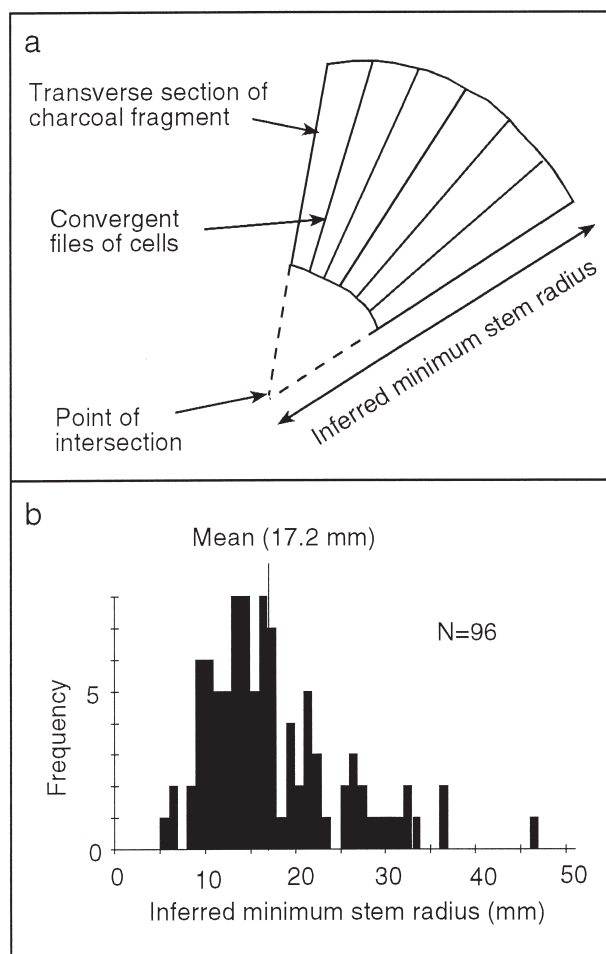 a
Transverse section of
charcoal fragment
Convergent
files of cells
Point of
intersection
Inferred minimum stem radius
b
Mean (17.2 mm)
N=96
Frequency
5
0
0 10 20 30 40 50
Inferred minimum stem radius (mm)